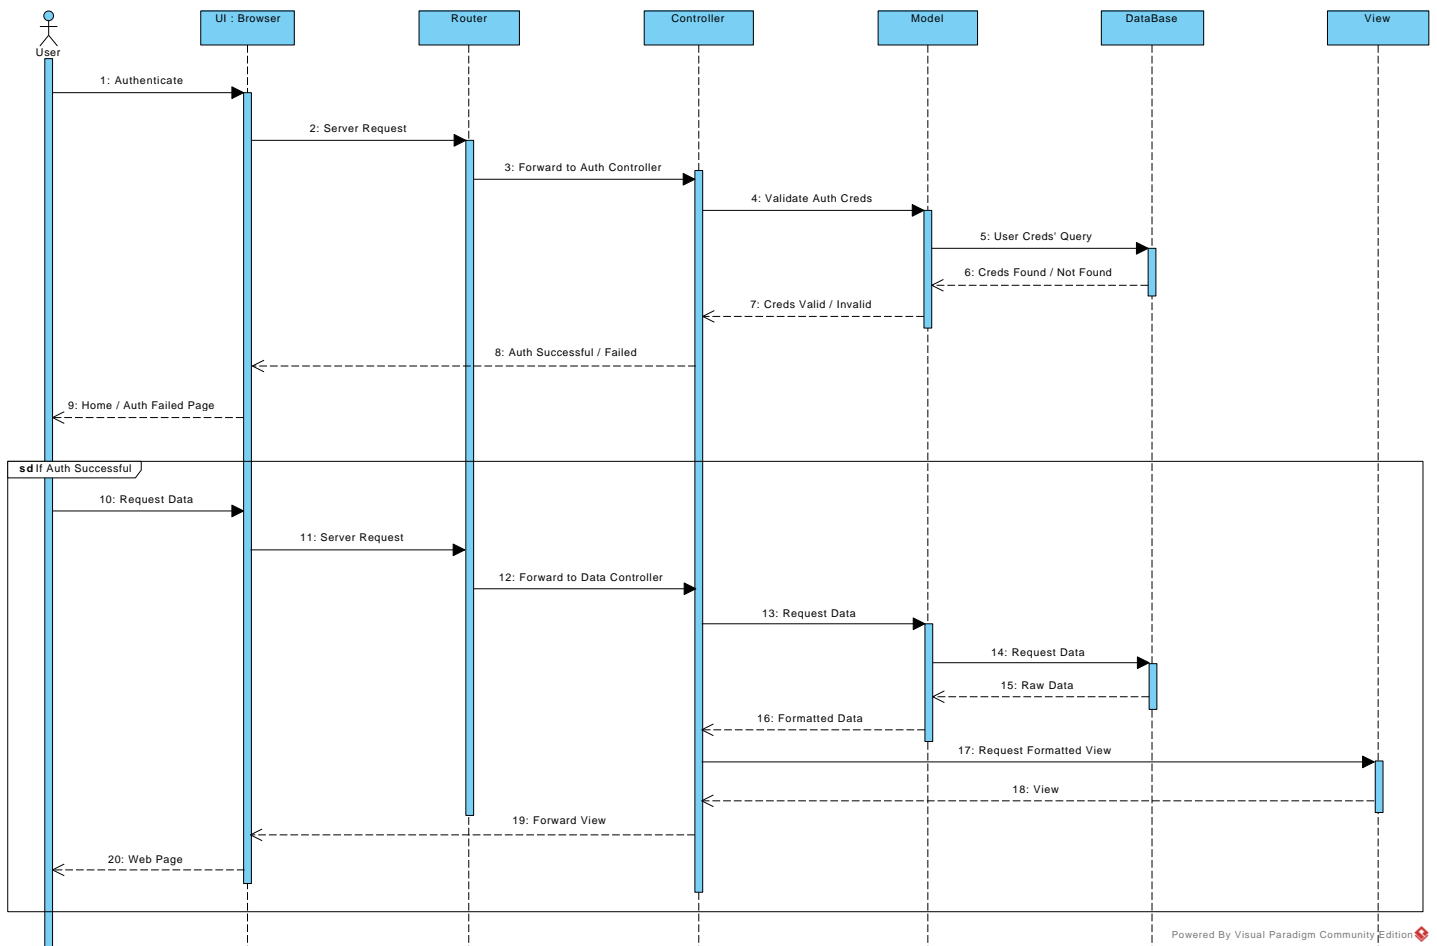 UI : Browser
Router
Controller
Model
DataBase
View
User
1: Authenticate
2: Server Request
3: Forward to Auth Controller
4: Validate Auth Creds
5: User Creds' Query
6: Creds Found / Not Found
7: Creds Valid / Invalid
8: Auth Successful / Failed
9: Home / Auth Failed Page
sd If Auth Successful
10: Request Data
11: Server Request
12: Forward to Data Controller
13: Request Data
14: Request Data
15: Raw Data
16: Formatted Data
17: Request Formatted View
18: View
19: Forward View
20: Web Page
Powered By Visual Paradigm Community Edition